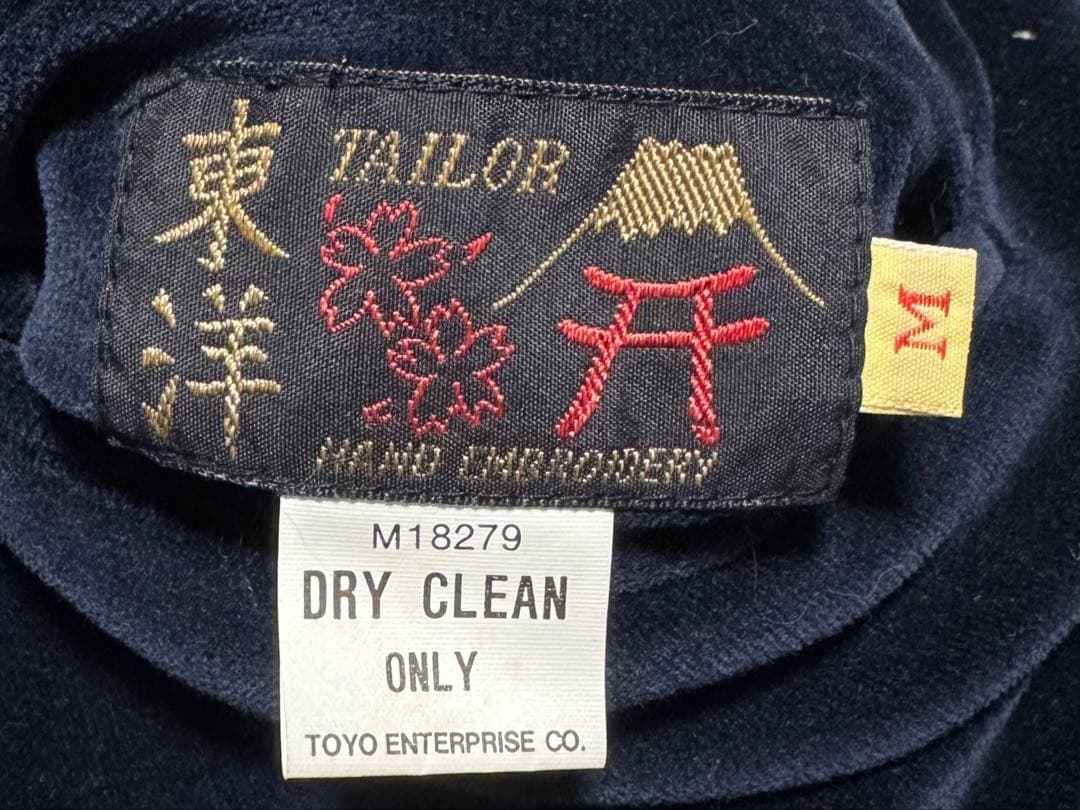 東洋
TAILOR
HAND EMBROIDERY
M
M18279
DRY CLEAN
ONLY
TOYO ENTERPRISE CO.